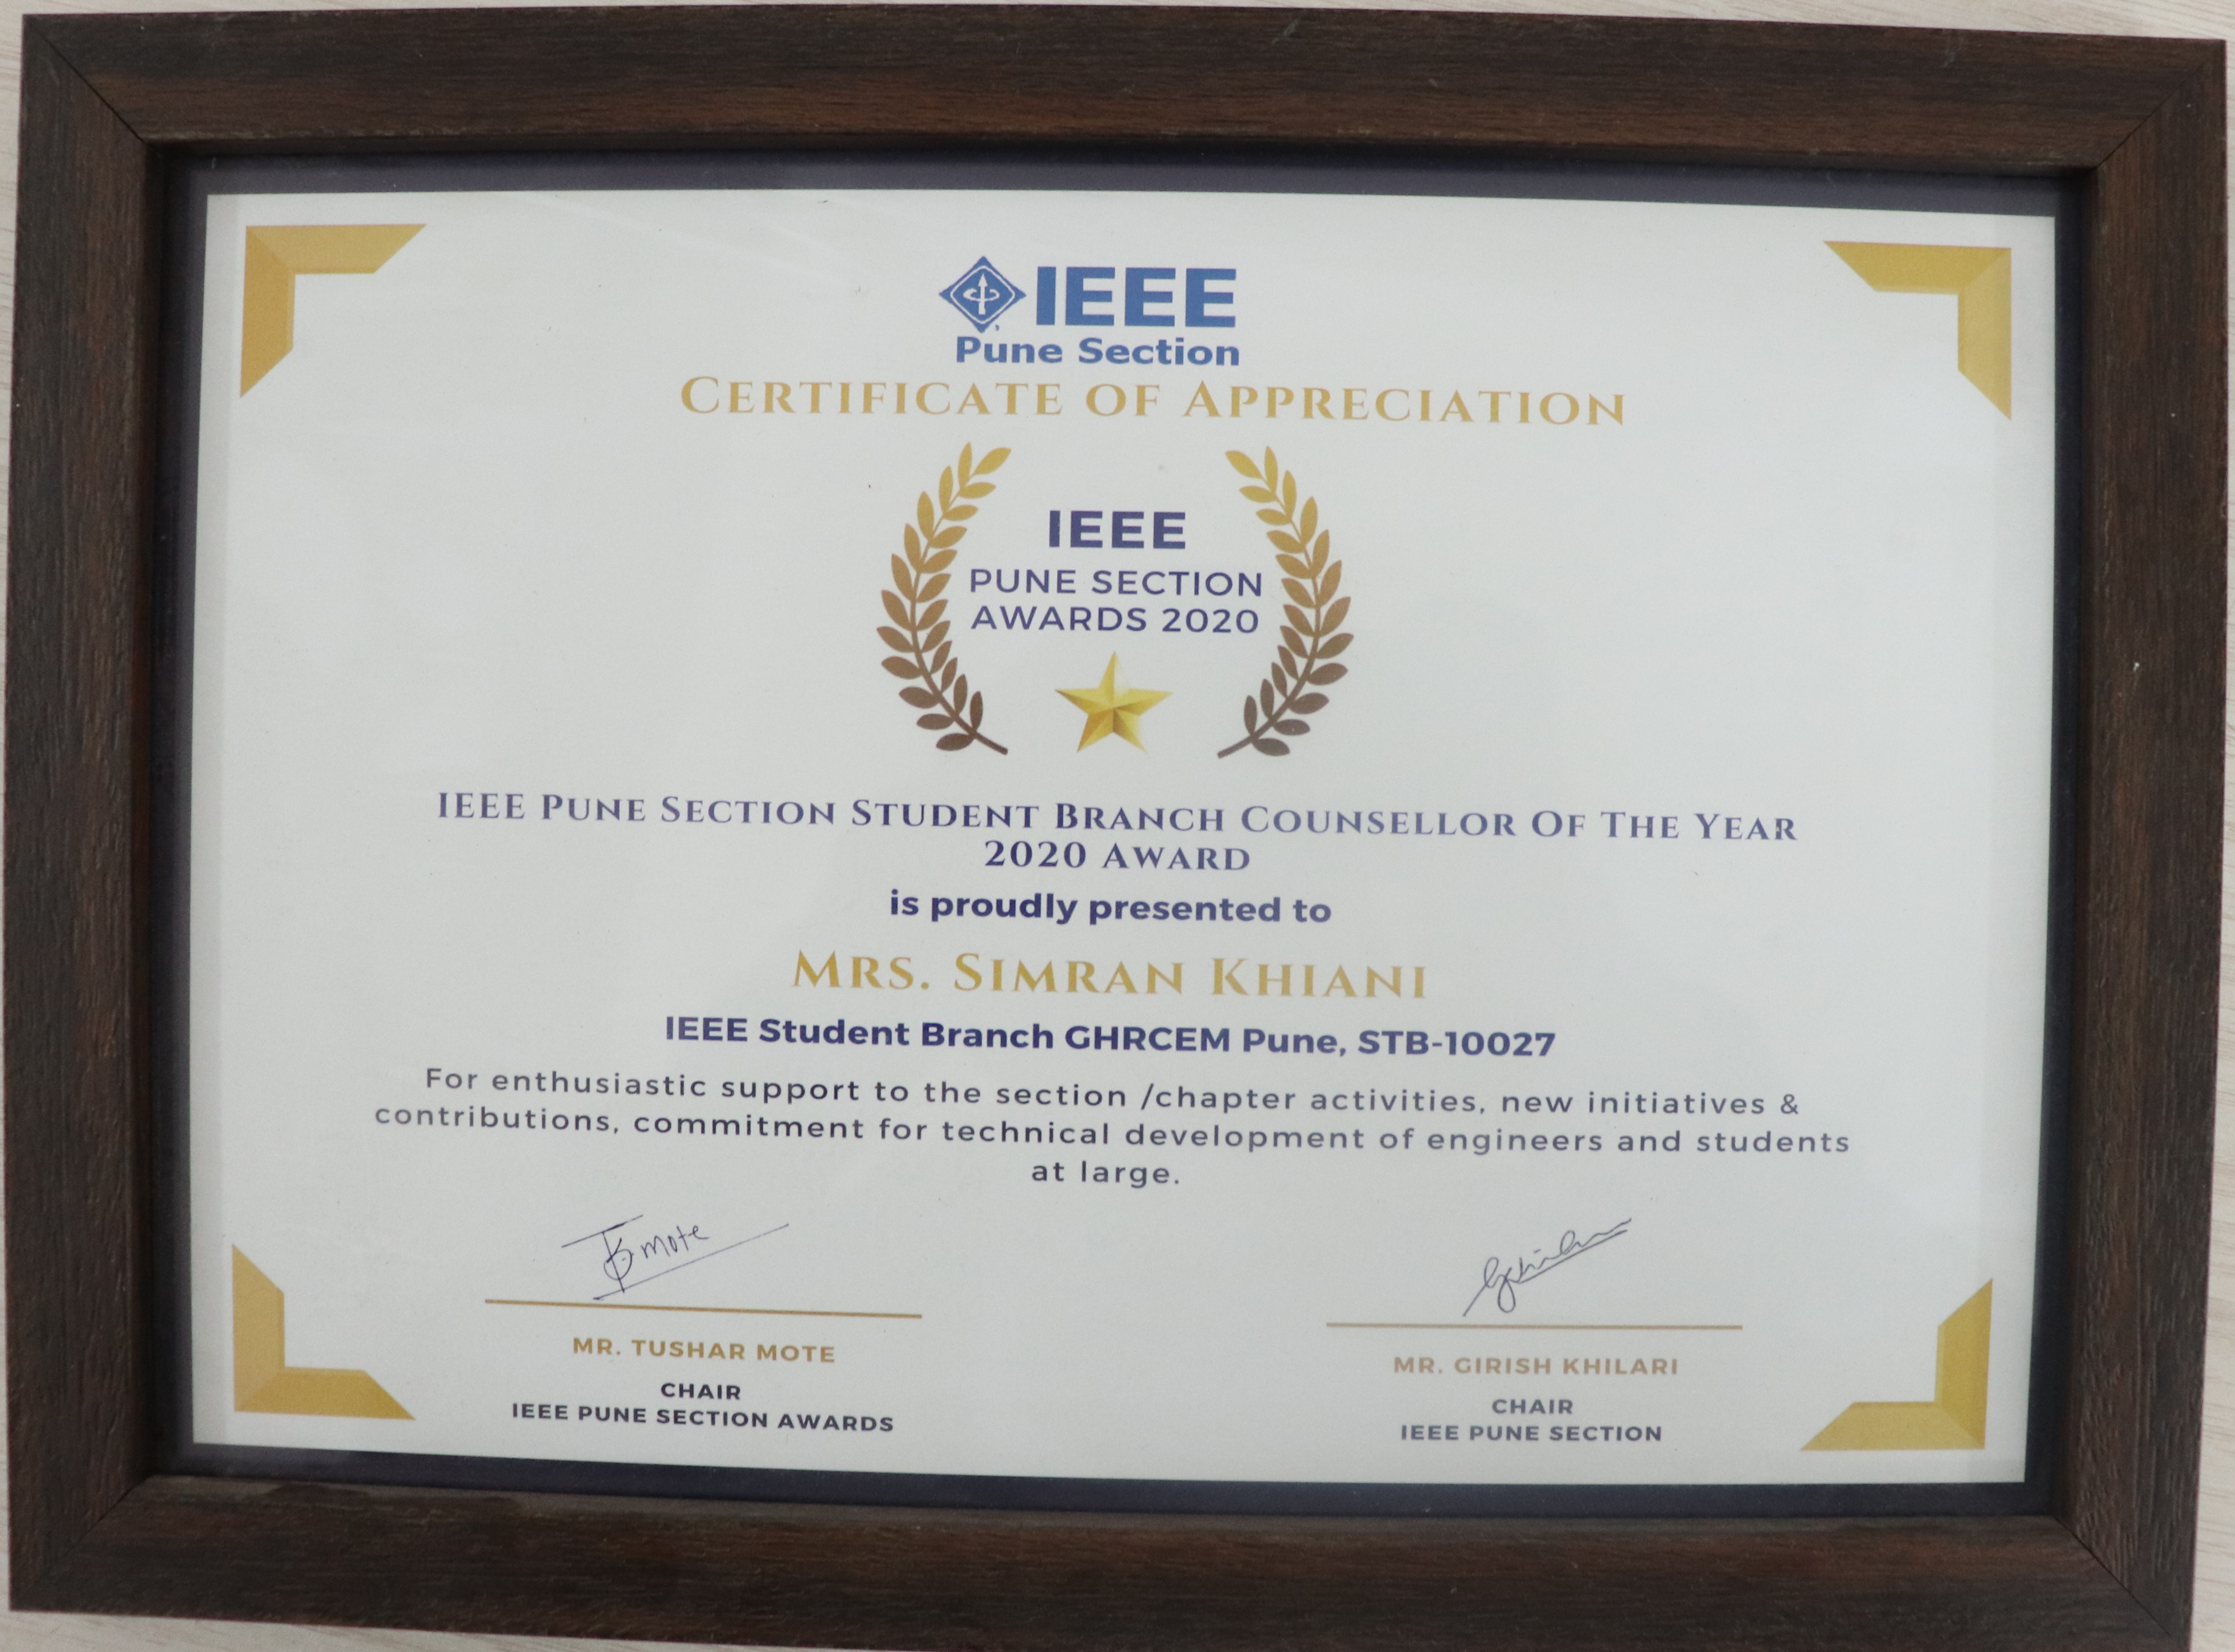 IEEE
Pune Section
CERTIFICATE OF APPRECIATION
IEEE
PUNE SECTION
AWARDS 2020
IEEE PUNE SECTION STUDENT BRANCH COUNSELLOR OF THE YEAR
2020 AWARD
is proudly presented to
MRS. SIMRAN KHIANI
IEEE Student Branch GHRCEM Pune, STB-10027
For enthusiastic support to the section /chapter activities, new initiatives &
contributions, commitment for technical development of engineers and students
at large.
MR. TUSHAR MOTE
CHAIR
IEEE PUNE SECTION AWARDS
MR. GIRISH KHILARI
CHAIR
IEEE PUNE SECTION